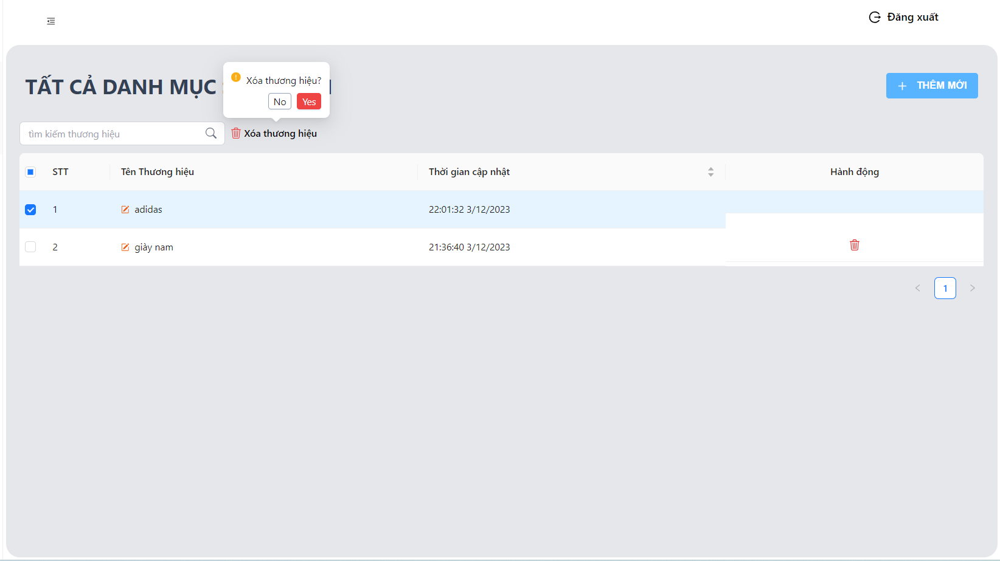 Đăng xuất
TẤT CẢ DANH MỤC
Xóa thương hiệu?
No
Yes
THÊM MỚI
tìm kiếm thương hiệu
Xóa thương hiệu
STT
Tên Thương hiệu
Thời gian cập nhật
Hành động
1
adidas
22:01:32 3/12/2023
2
giày nam
21:36:40 3/12/2023
1